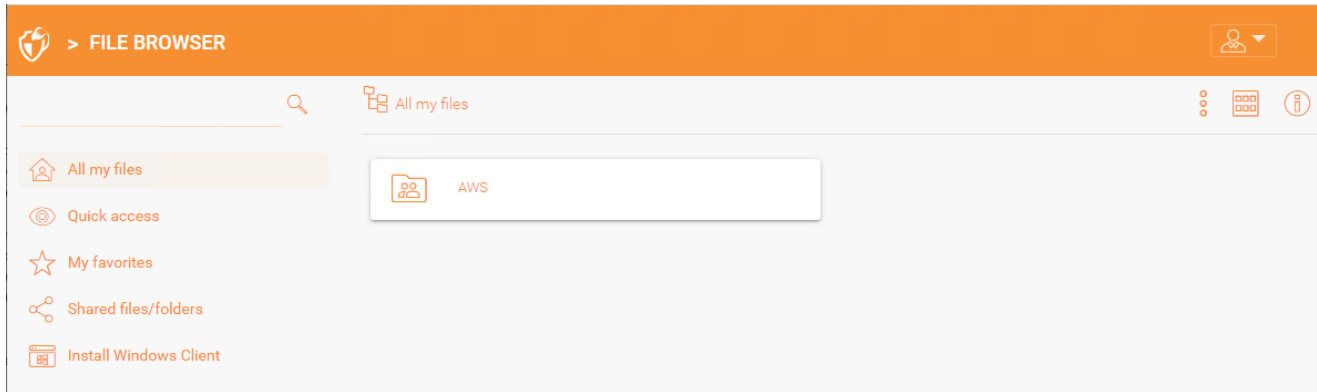 > FILE BROWSER
All my files
All my files
Quick access
My favorites
Shared files/folders
Install Windows Client
AWS